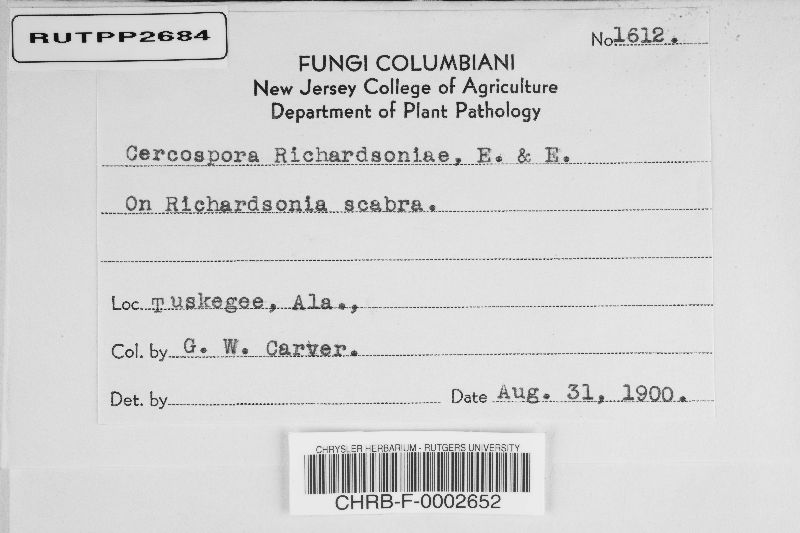 RUTPP2684
No 1612.
FUNGI COLUMBIANI
New Jersey College of Agriculture
Department of Plant Pathology
Cercospora Richardsoniae, E. & E.
On Richardsonia scabra.
Loc. Tuskegee, Ala.,
Col. by G. W. Carver.
Det. by
Date Aug. 31, 1900.
CHRYSLER HERBARIUM - RUTGERS UNIVERSITY
CHRB-F-0002652